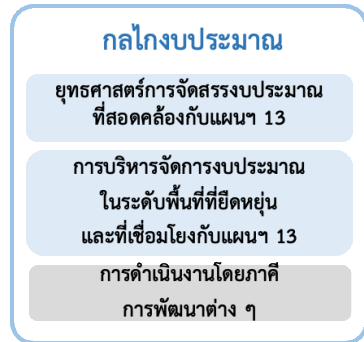 กลไกงบประมาณ
ยุทธศาสตร์การจัดสรรงบประมาณ
ที่สอดคล้องกับแผนฯ 13
การบริหารจัดการงบประมาณ
ในระดับพื้นที่ที่ยืดหยุ่น
และที่เชื่อมโยงกับแผนฯ 13
การดำเนินงานโดยภาคี
การพัฒนาต่าง ๆ